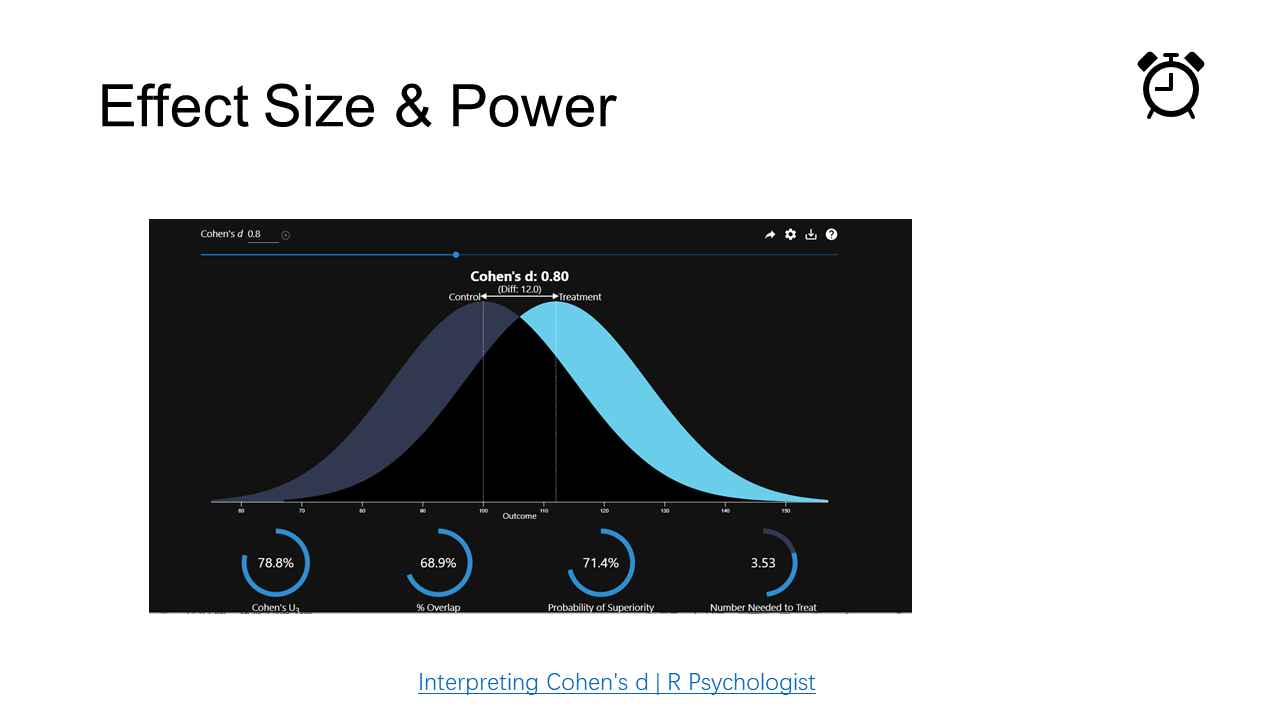 Effect Size & Power
Cohen's d 0.8
Cohen's d: 0.80
(Diff: 12.0)
Control Treatment
60 70 80 90 100 110 120 130 140 150
Outcome
78.8% 68.9% 71.4% 3.53
Cohen's U₃ % Overlap Probability of Superiority Number Needed to Treat
Interpreting Cohen's d | R Psychologist